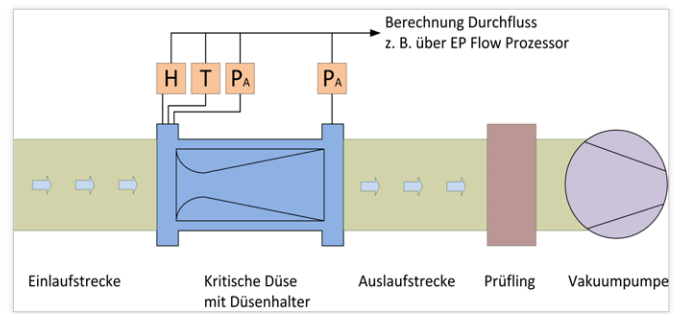 Berechnung Durchfluss
z. B. über EP Flow Prozessor
H T PA PA
Einlaufstrecke Kritische Düse Auslaufstrecke Prüfling Vakuumpumpe
mit Düsenhalter